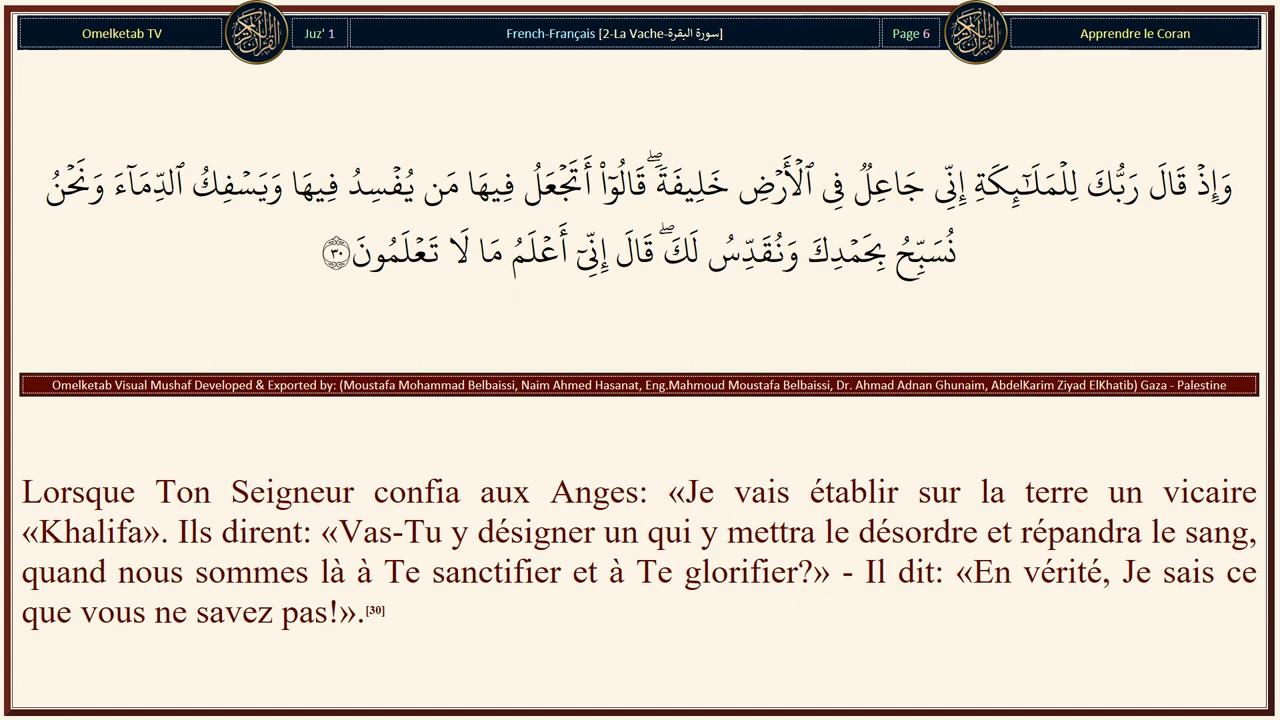 Omelketab TV
Juz' 1
French-Français [2-La Vache-سورة البقرة]
Page 6
Apprendre le Coran
وَإِذۡ قَالَ رَبُّكَ لِلۡمَلَٰٓئِكَةِ إِنِّي جَاعِلٞ فِي ٱلۡأَرۡضِ خَلِيفَةٗۖ قَالُوٓاْ أَتَجۡعَلُ فِيهَا مَن يُفۡسِدُ فِيهَا وَيَسۡفِكُ ٱلدِّمَآءَ وَنَحۡنُ
نُسَبِّحُ بِحَمۡدِكَ وَنُقَدِّسُ لَكَۖ قَالَ إِنِّيٓ أَعۡلَمُ مَا لَا تَعۡلَمُونَ ٣٠
Omelketab Visual Mushaf Developed & Exported by: (Moustafa Mohammad Belbaissi, Naim Ahmed Hasanat, Eng.Mahmoud Moustafa Belbaissi, Dr. Ahmad Adnan Ghunaim, AbdelKarim Ziyad ElKhatib) Gaza - Palestine
Lorsque Ton Seigneur confia aux Anges: «Je vais établir sur la terre un vicaire
«Khalifa». Ils dirent: «Vas-Tu y désigner un qui y mettra le désordre et répandra le sang,
quand nous sommes là à Te sanctifier et à Te glorifier?» - Il dit: «En vérité, Je sais ce
que vous ne savez pas!».[30]